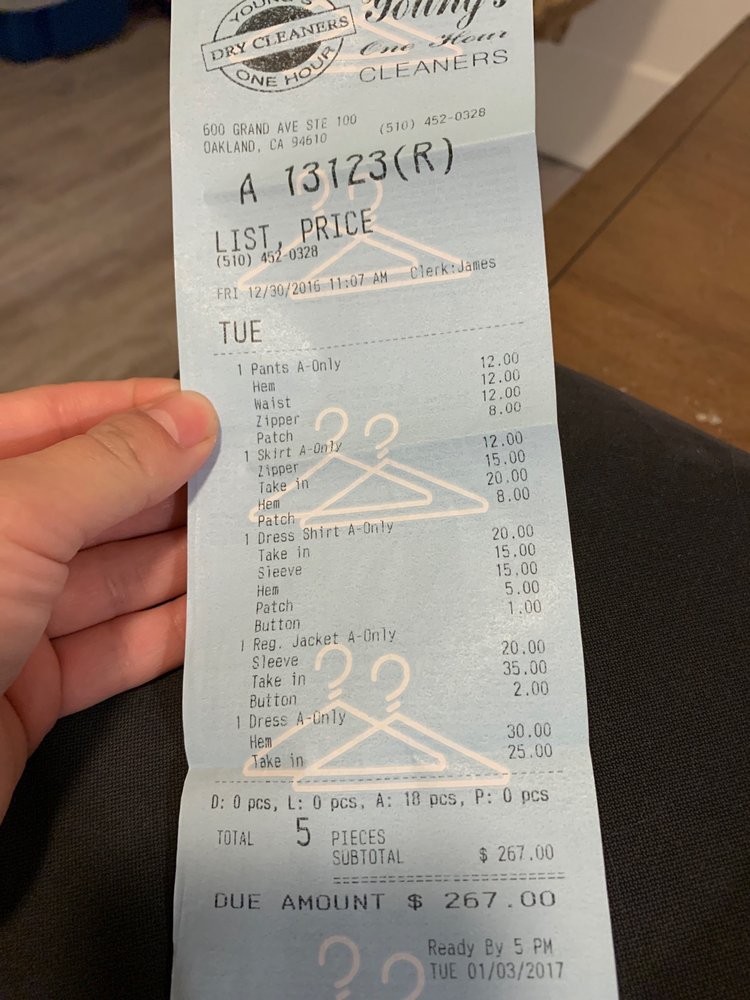 YOUNG'S
DRY CLEANERS
ONE HOUR
Young's
One Hour
CLEANERS
600 GRAND AVE STE 100 (510) 452-0328
OAKLAND, CA 94610
A 13123(R)
LIST, PRICE
(510) 452-0328
FRI 12/30/2016 11:07 AM Clerk:James
TUE
1 Pants A-Only
Hem 12.00
Waist 12.00
Zipper 12.00
Patch 8.00
1 Skirt A-Only
Zipper 12.00
Take in 15.00
Hem 20.00
Patch 8.00
1 Dress Shirt A-Only
Take in 20.00
Sleeve 15.00
Hem 15.00
Patch 5.00
Button 1.00
1 Reg. Jacket A-Only
Sleeve 20.00
Take in 35.00
Button 2.00
1 Dress A-Only
Hem 30.00
Take in 25.00
D: 0 pcs, L: 0 pcs, A: 18 pcs, P: 0 pcs
TOTAL 5 PIECES
SUBTOTAL $ 267.00
DUE AMOUNT $ 267.00
Ready By 5 PM
TUE 01/03/2017